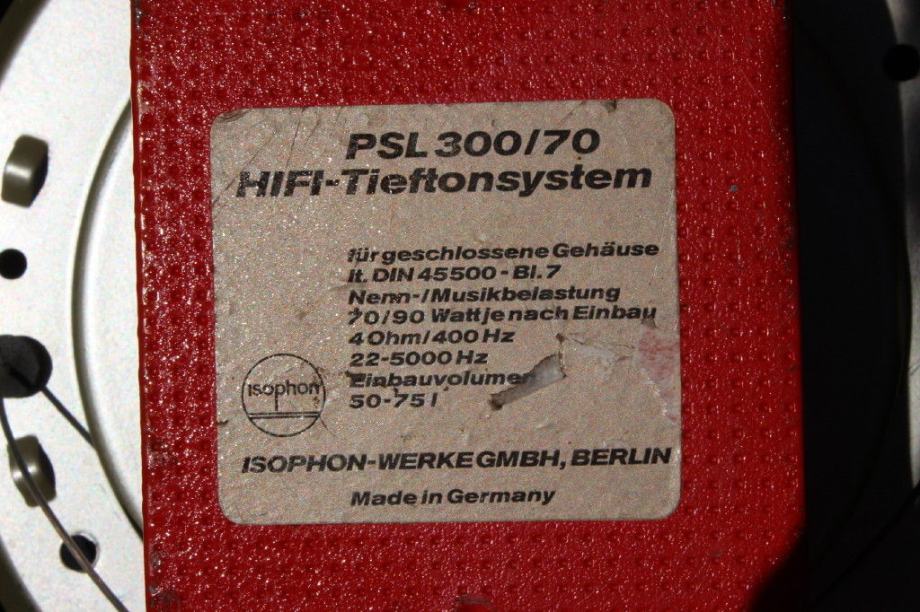 PSL 300/70
HIFI-Tieftonsystem
für geschlossene Gehäuse
lt. DIN 45500 - Bl. 7
Nenn-/Musikbelastung
70/90 Watt je nach Einbau
4 Ohm/400 Hz
22-5000 Hz
Einbauvolumen
50-75 l
isophon
ISOPHON-WERKE GMBH, BERLIN
Made in Germany